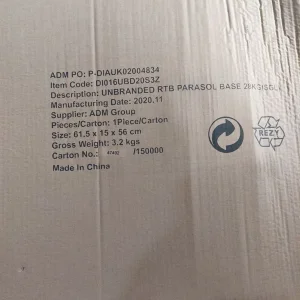 ADM PO: P-DIAUK02004834
Item Code: DI016UBD20S3Z
Description: UNBRANDED RTB PARASOL BASE 20KG
Manufacturing Date: 2020.11
Supplier: ADM Group
Pieces/Carton: 1Piece/Carton
Size: 61.5 x 15 x 56 cm
Gross Weight: 3.2 kgs
Carton No.: /150000
Made In China
REZY